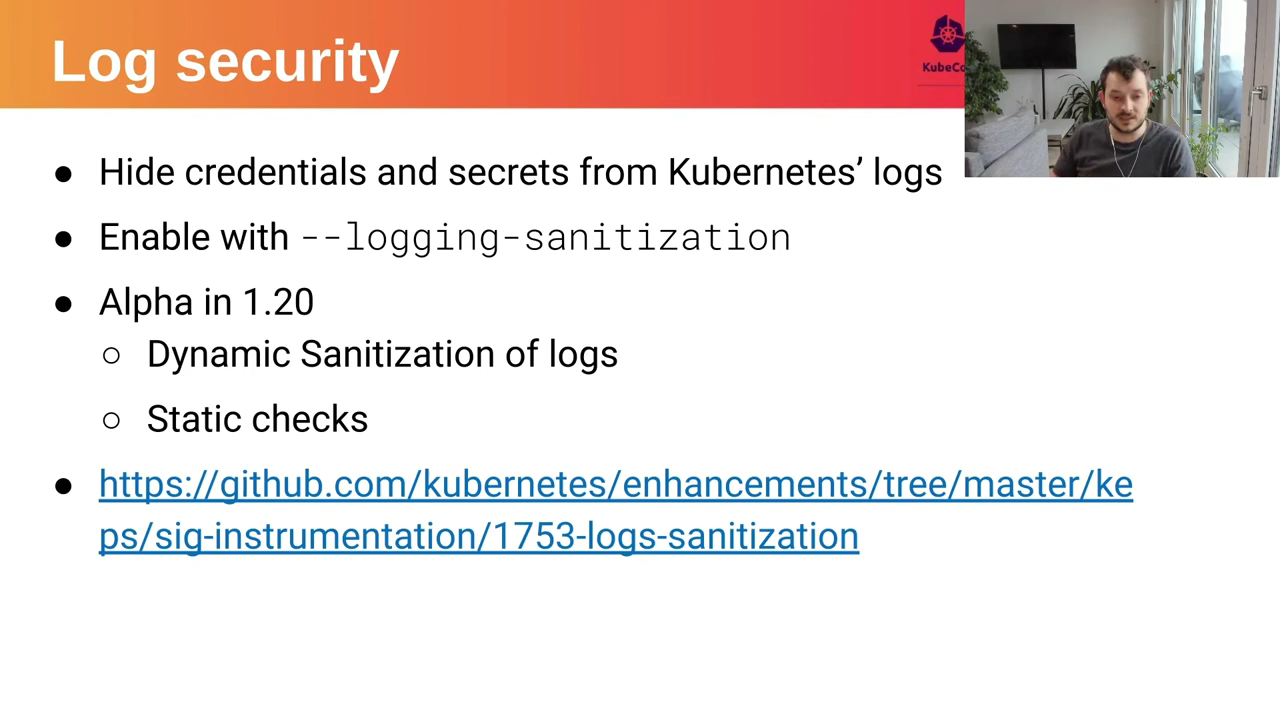 Log security
KubeCo
● Hide credentials and secrets from Kubernetes’ logs
● Enable with --logging-sanitization
● Alpha in 1.20
○ Dynamic Sanitization of logs
○ Static checks
● https://github.com/kubernetes/enhancements/tree/master/ke
ps/sig-instrumentation/1753-logs-sanitization